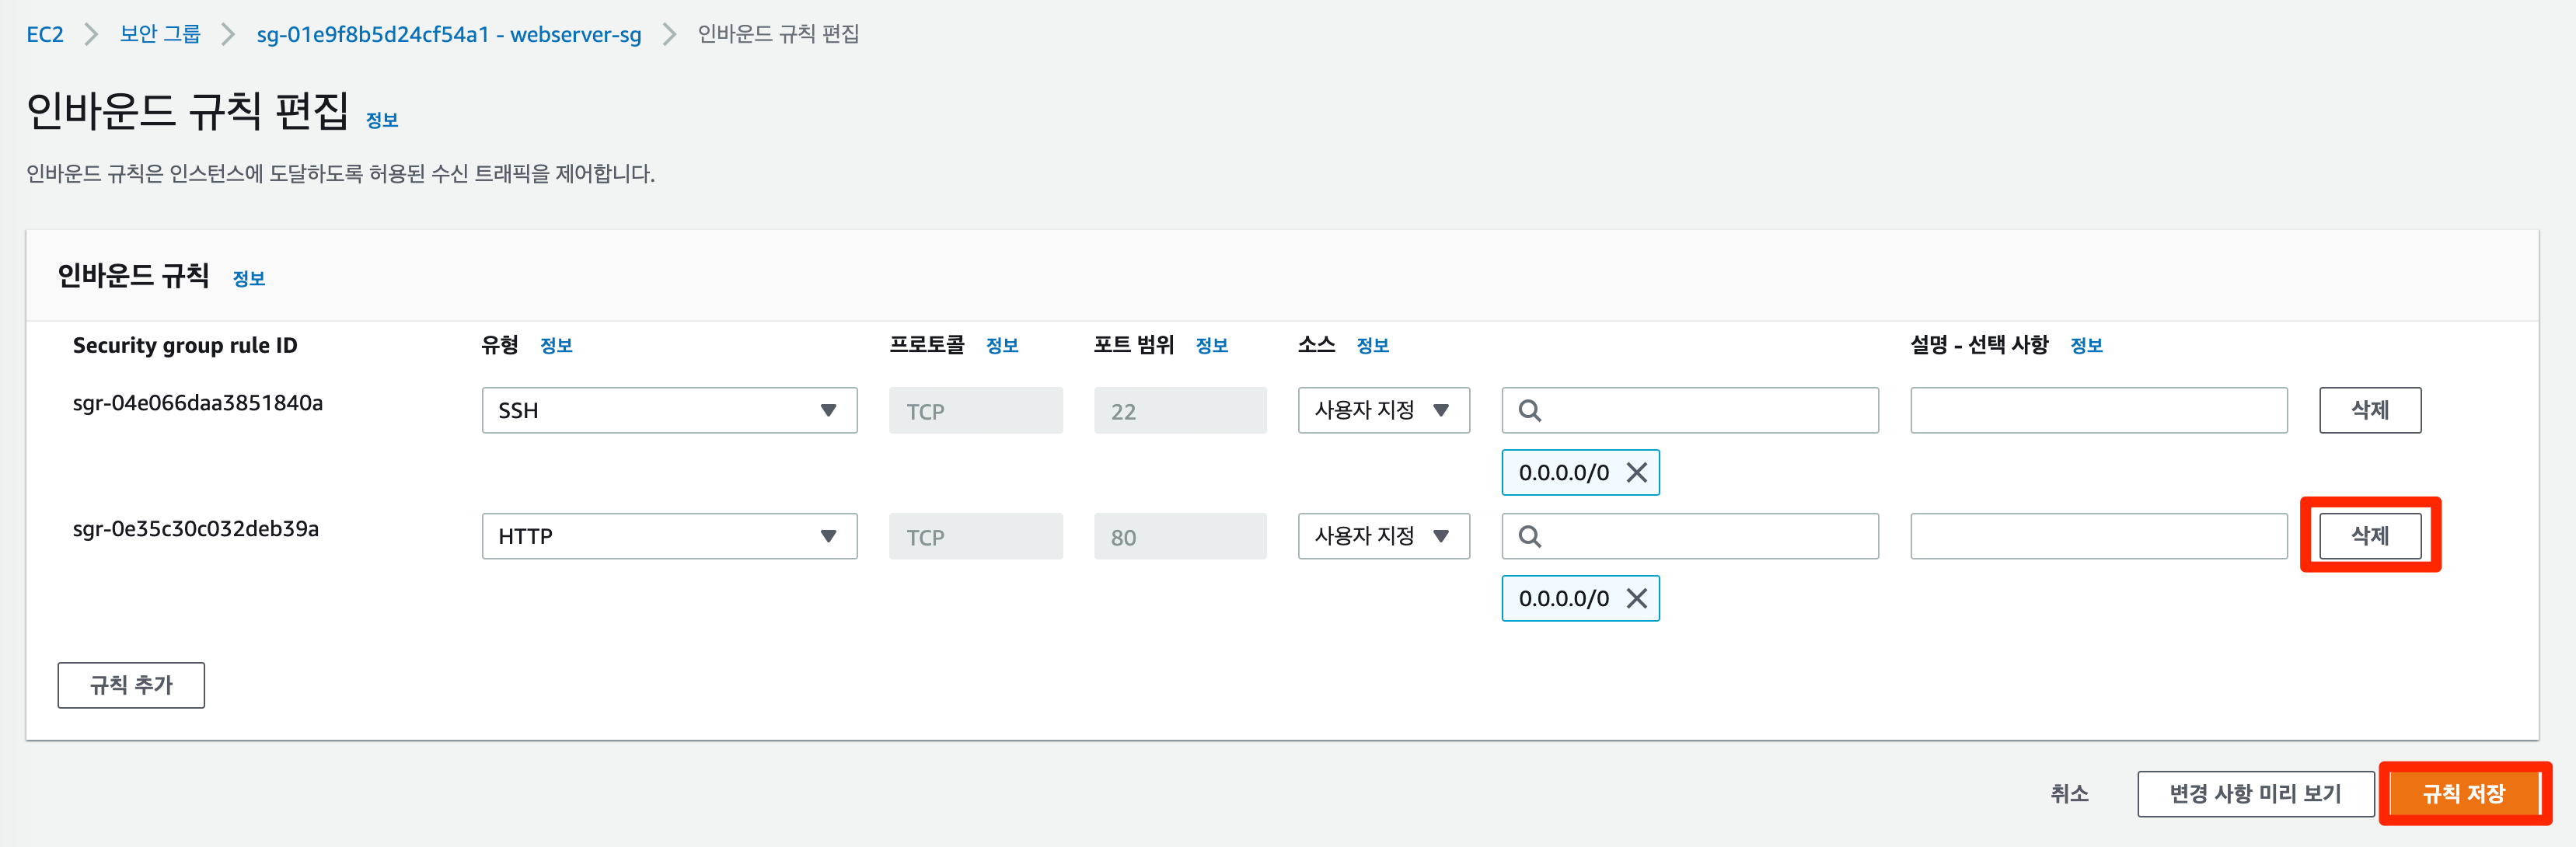 EC2 > 보안 그룹 > sg-01e9f8b5d24cf54a1 - webserver-sg > 인바운드 규칙 편집
인바운드 규칙 편집 정보
인바운드 규칙은 인스턴스에 도달하도록 허용된 수신 트래픽을 제어합니다.
인바운드 규칙 정보
Security group rule ID 유형 정보 프로토콜 정보 포트 범위 정보 소스 정보 설명 - 선택 사항 정보
sgr-04e066daa3851840a SSH TCP 22 사용자 지정 삭제
0.0.0.0/0
sgr-0e35c30c032deb39a HTTP TCP 80 사용자 지정 삭제
0.0.0.0/0
규칙 추가
취소 변경 사항 미리 보기 규칙 저장